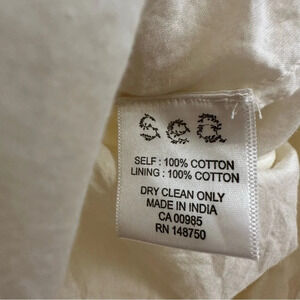 Sea
SELF : 100% COTTON
LINING : 100% COTTON
DRY CLEAN ONLY
MADE IN INDIA
CA 00985
RN 148750